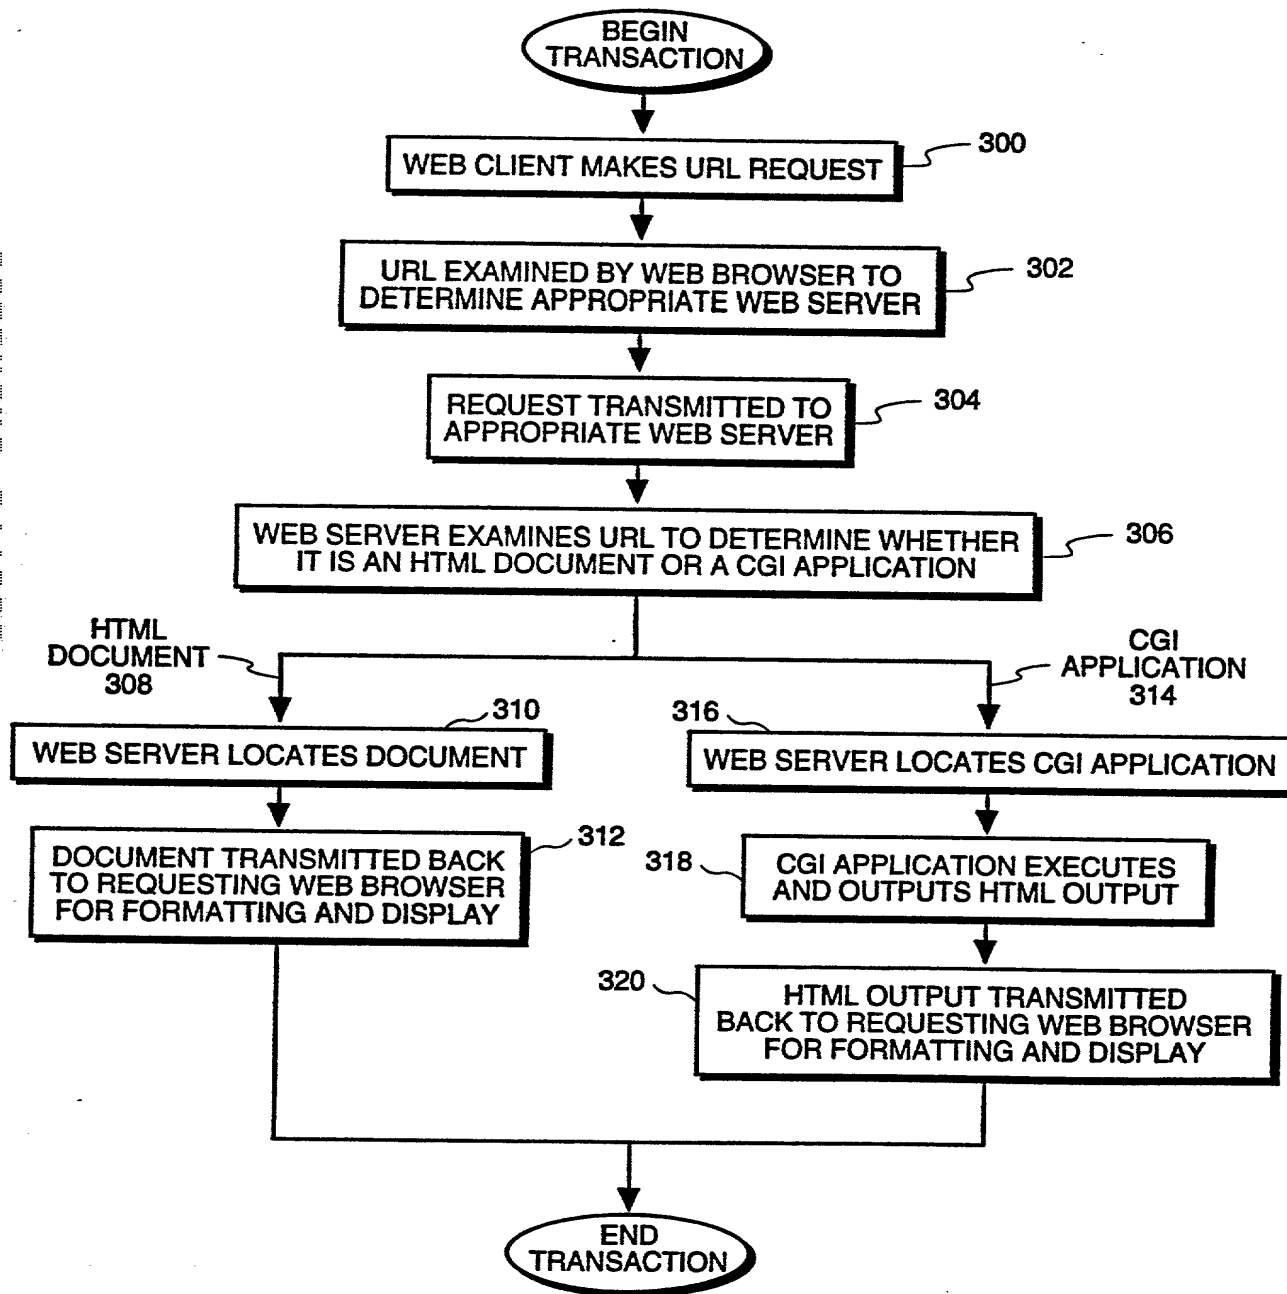 BEGIN
TRANSACTION
WEB CLIENT MAKES URL REQUEST
300
URL EXAMINED BY WEB BROWSER TO
DETERMINE APPROPRIATE WEB SERVER
302
REQUEST TRANSMITTED TO
APPROPRIATE WEB SERVER
304
WEB SERVER EXAMINES URL TO DETERMINE WHETHER
IT IS AN HTML DOCUMENT OR A CGI APPLICATION
306
HTML
DOCUMENT
308
CGI
APPLICATION
314
310
WEB SERVER LOCATES DOCUMENT
316
WEB SERVER LOCATES CGI APPLICATION
312
DOCUMENT TRANSMITTED BACK
TO REQUESTING WEB BROWSER
FOR FORMATTING AND DISPLAY
318
CGI APPLICATION EXECUTES
AND OUTPUTS HTML OUTPUT
320
HTML OUTPUT TRANSMITTED
BACK TO REQUESTING WEB BROWSER
FOR FORMATTING AND DISPLAY
END
TRANSACTION